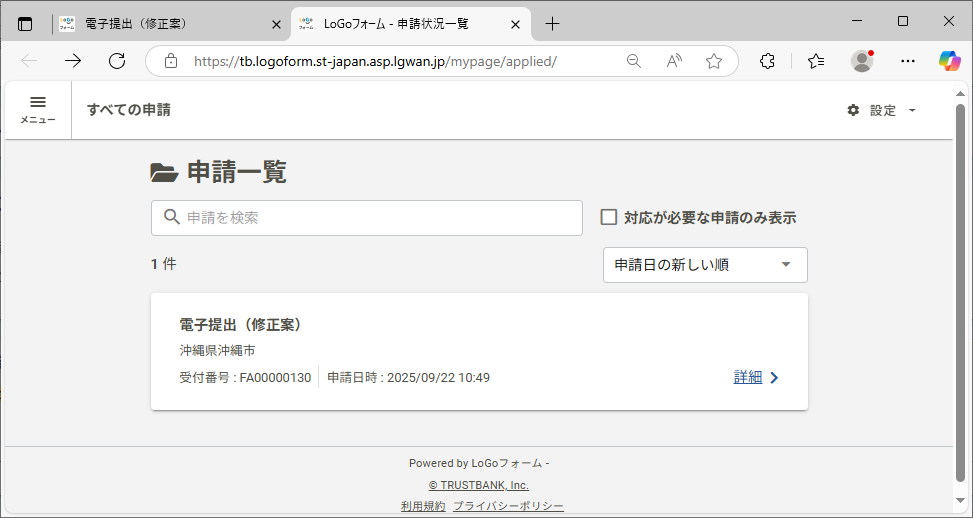 電子提出（修正案）
LoGoフォーム - 申請状況一覧
https://tb.logoform.st-japan.asp.lgwan.jp/mypage/applied/
メニュー
すべての申請
設定
申請一覧
申請を検索
対応が必要な申請のみ表示
1 件
申請日の新しい順
電子提出（修正案）
沖縄県沖縄市
受付番号 : FA00000130
申請日時 : 2025/09/22 10:49
詳細
Powered by LoGoフォーム -
© TRUSTBANK, Inc.
利用規約 プライバシーポリシー